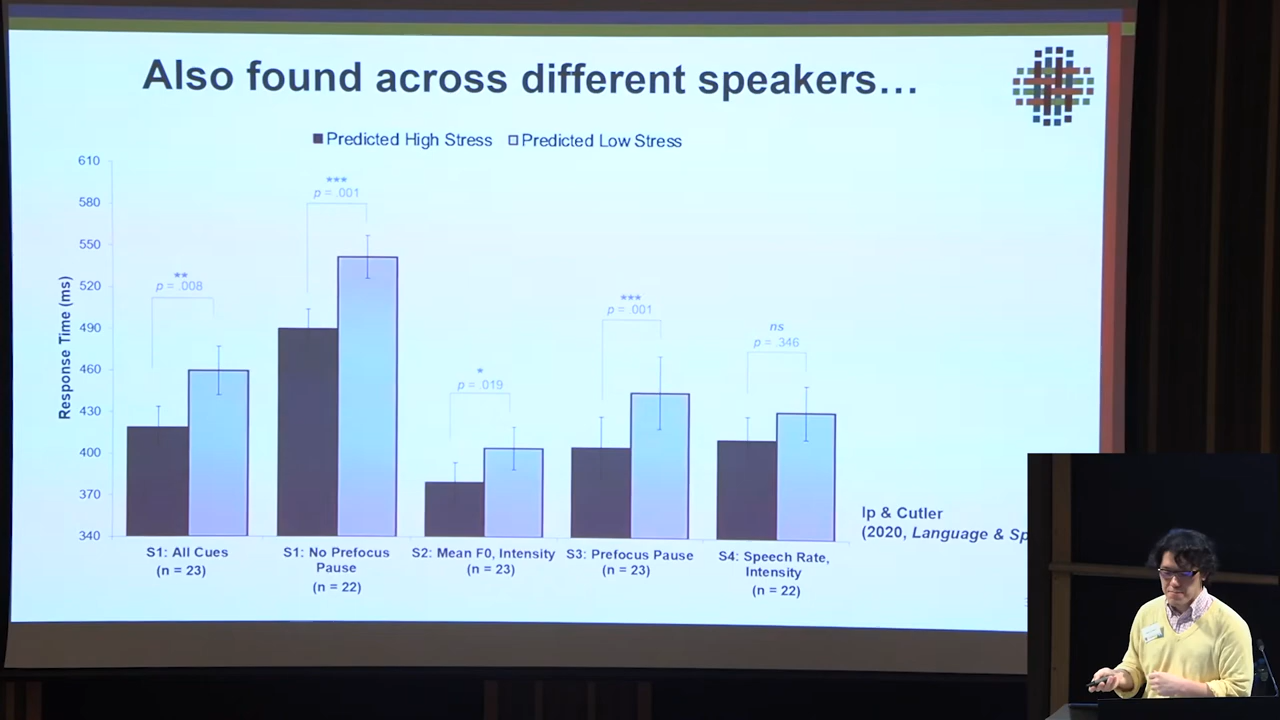 Also found across different speakers…
Predicted High Stress Predicted Low Stress
Response Time (ms)
610
580
550
520
490
460
430
400
370
340
**
p = .008
***
p = .001
*
p = .019
***
p = .001
ns
p = .346
S1: All Cues
(n = 23)
S1: No Prefocus
Pause
(n = 22)
S2: Mean F0, Intensity
(n = 23)
S3: Prefocus Pause
(n = 23)
S4: Speech Rate,
Intensity
(n = 22)
Ip & Cutler
(2020, Language & Sp